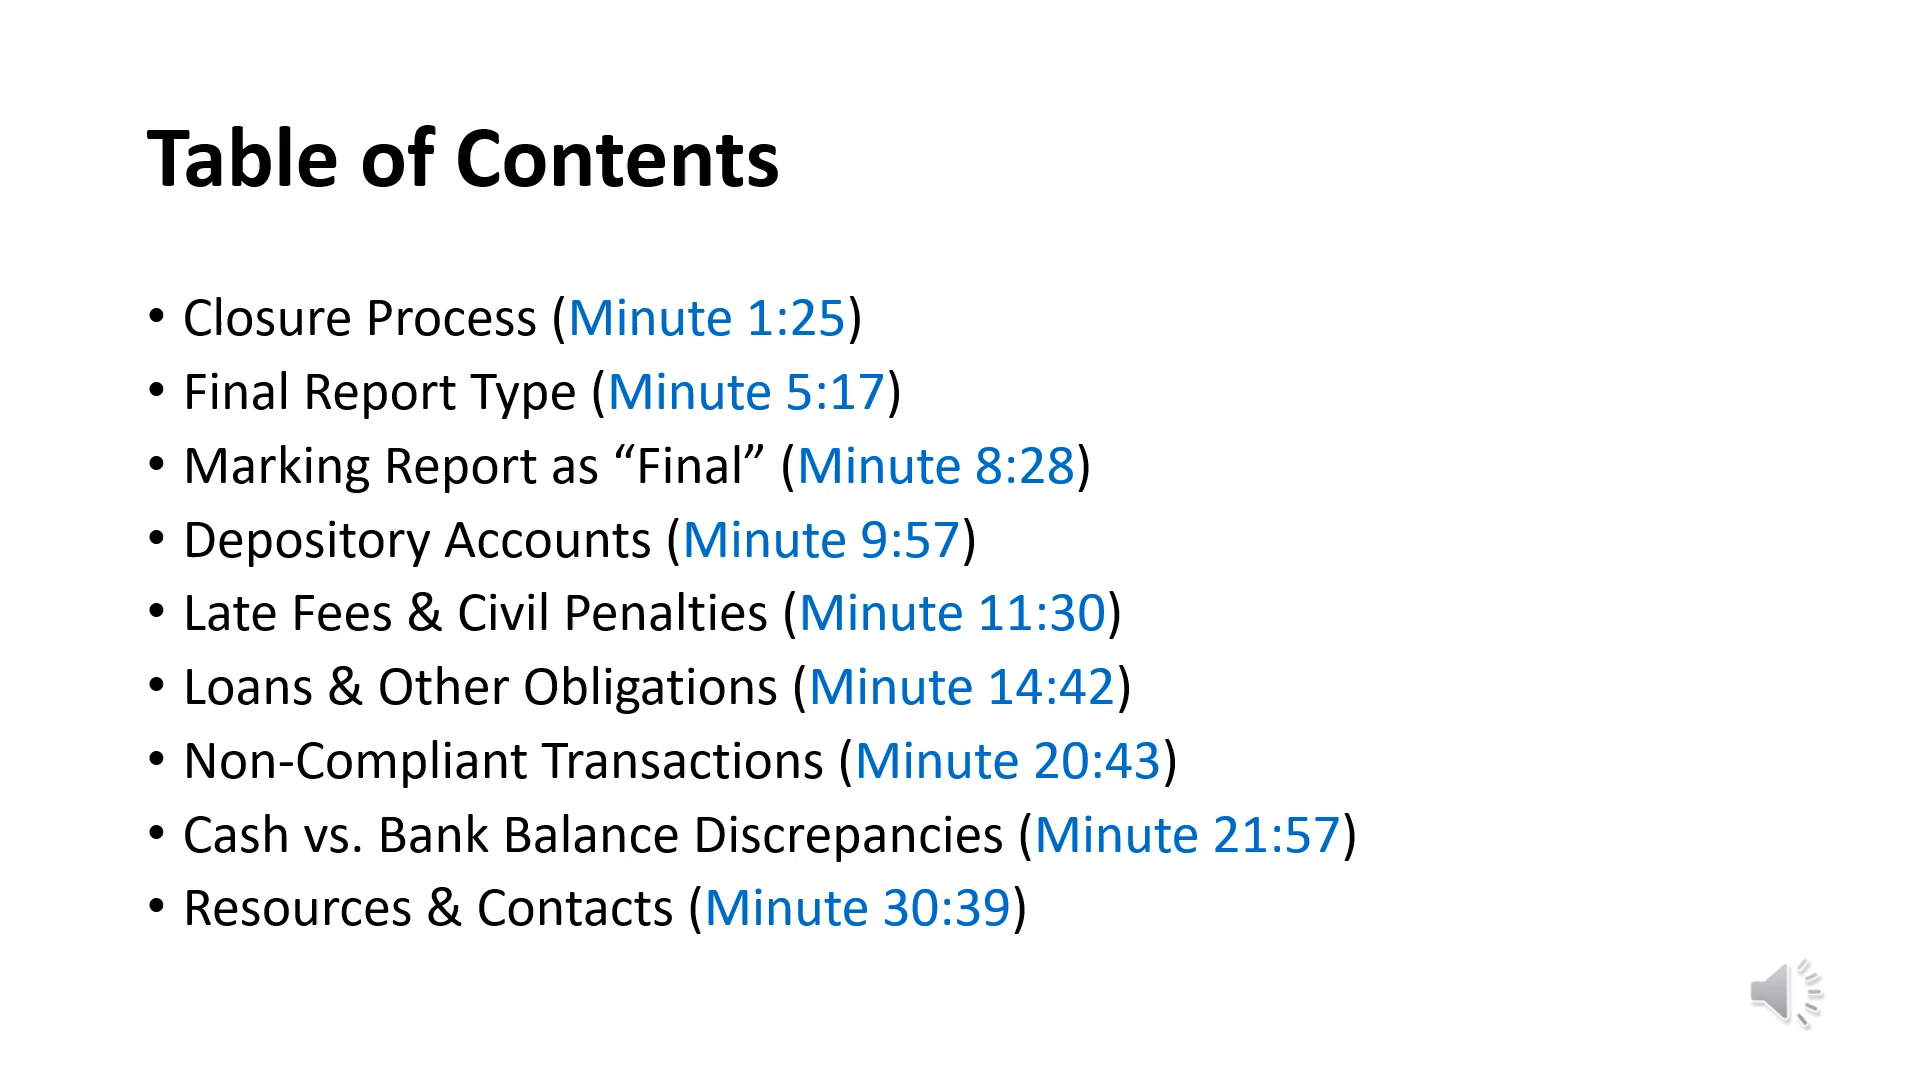 Table of Contents
• Closure Process (Minute 1:25)
• Final Report Type (Minute 5:17)
• Marking Report as “Final” (Minute 8:28)
• Depository Accounts (Minute 9:57)
• Late Fees & Civil Penalties (Minute 11:30)
• Loans & Other Obligations (Minute 14:42)
• Non-Compliant Transactions (Minute 20:43)
• Cash vs. Bank Balance Discrepancies (Minute 21:57)
• Resources & Contacts (Minute 30:39)